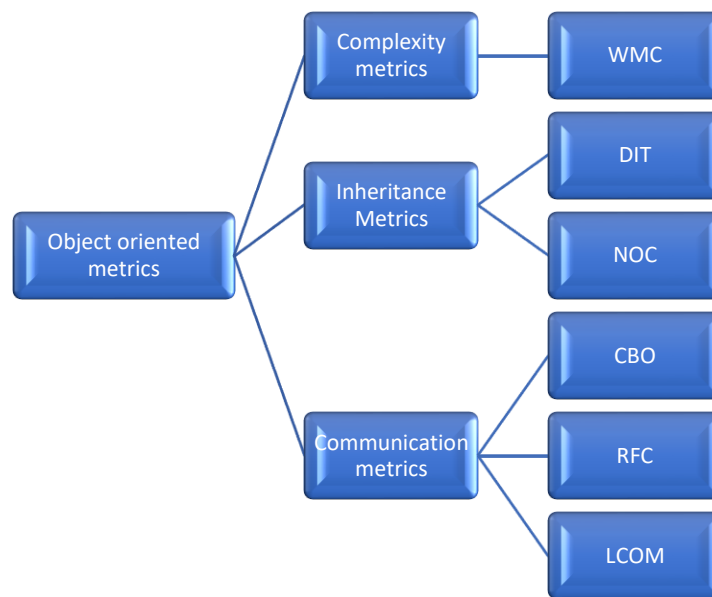 Complexity
metrics
WMC
DIT
Inheritance
Metrics
NOC
Object oriented
metrics
CBO
Communication
metrics
RFC
LCOM